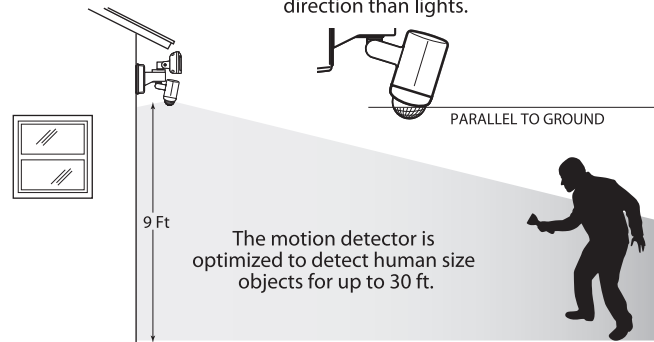 direction than lights.
PARALLEL TO GROUND
9 Ft
The motion detector is
optimized to detect human size
objects for up to 30 ft.